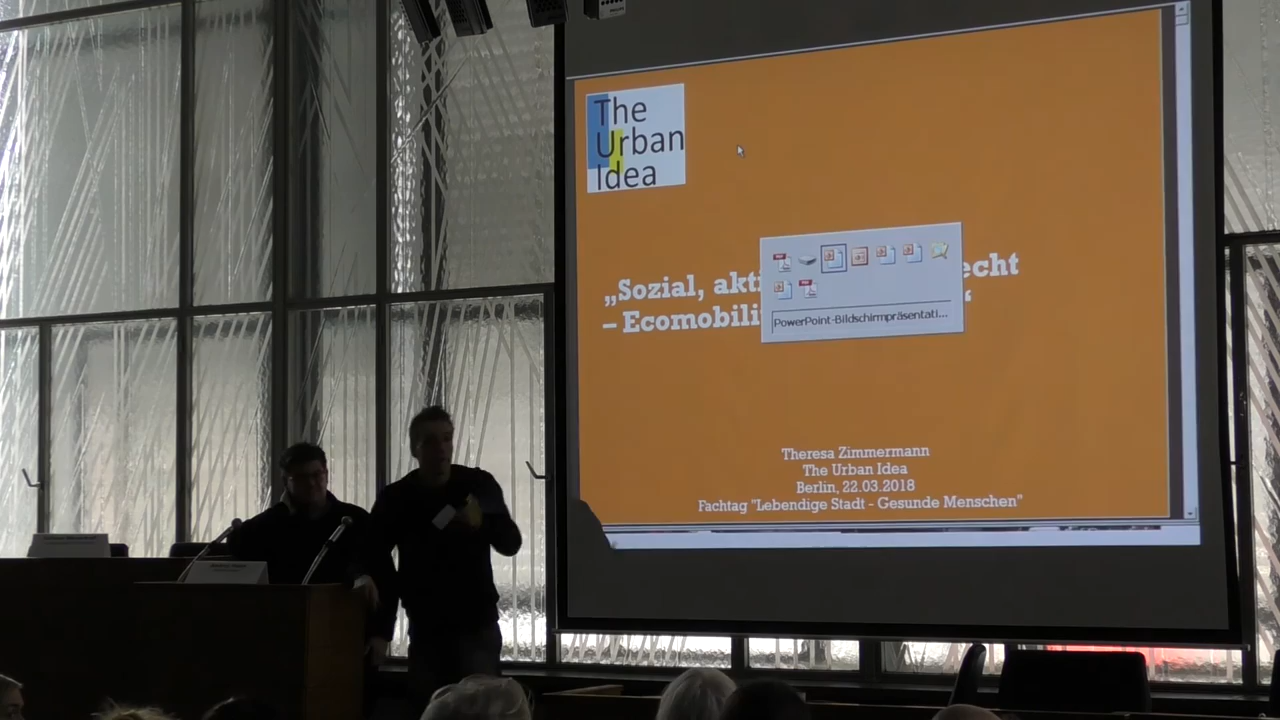 The
Urban
Idea
„Sozial, akti
echt
– Ecomobili
“
PowerPoint-Bildschirmpräsentati...
Theresa Zimmermann
The Urban Idea
Berlin, 22.03.2018
Fachtag "Lebendige Stadt - Gesunde Menschen"